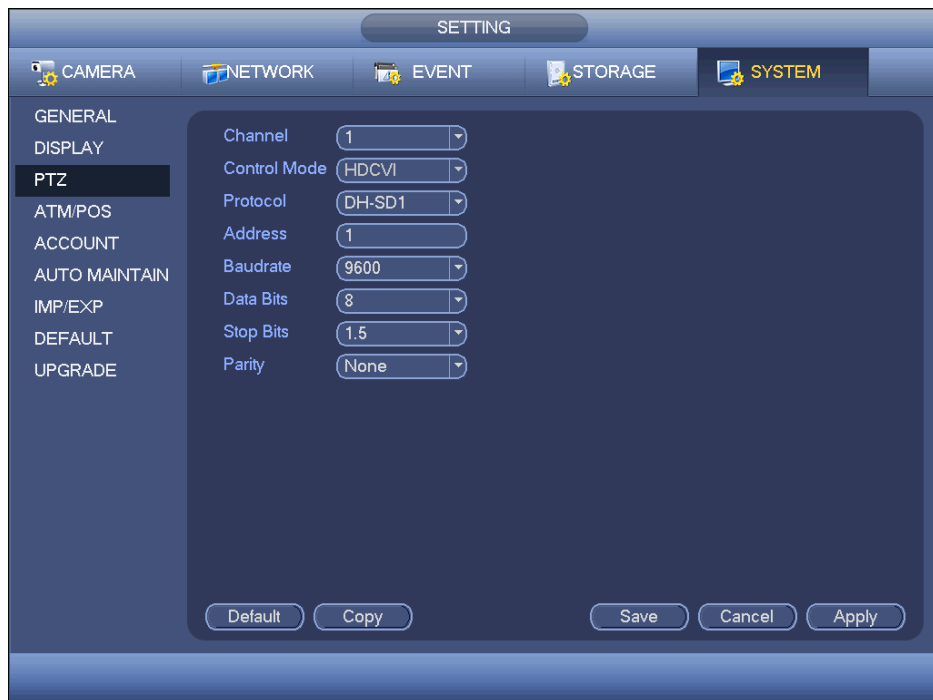 SETTING
CAMERA NETWORK EVENT STORAGE SYSTEM
GENERAL
DISPLAY
PTZ
ATM/POS
ACCOUNT
AUTO MAINTAIN
IMP/EXP
DEFAULT
UPGRADE
Channel 1
Control Mode HDCVI
Protocol DH-SD1
Address 1
Baudrate 9600
Data Bits 8
Stop Bits 1.5
Parity None
Default Copy Save Cancel Apply